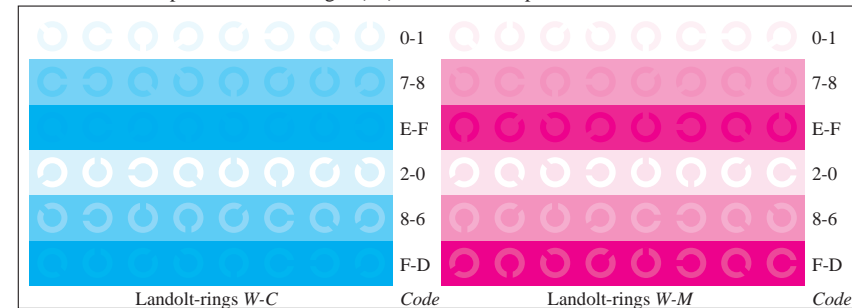 0-1 0-1
7-8 7-8
E-F E-F
2-0 2-0
8-6 8-6
F-D F-D
Landolt-rings W-C Code Landolt-rings W-M Code